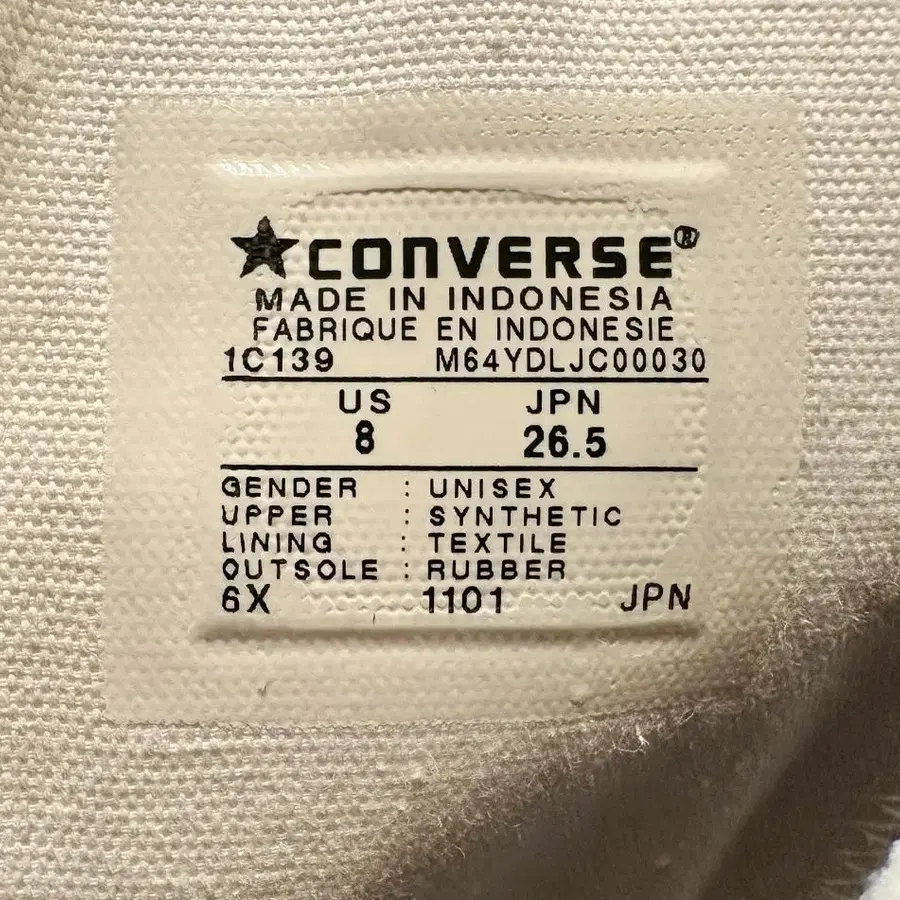 ★CONVERSE®
MADE IN INDONESIA
FABRIQUE EN INDONESIE
1C139 M64YDLJC00030
US JPN
8 26.5
GENDER : UNISEX
UPPER : SYNTHETIC
LINING : TEXTILE
OUTSOLE : RUBBER
6X 1101 JPN